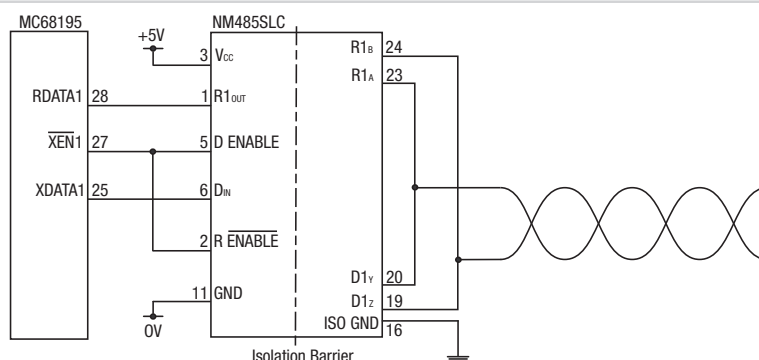 MC68195
NM485SLC
+5V
3 Vcc
R1B 24
R1A 23
RDATA1 28
1 R1OUT
XEN1 27
5 D ENABLE
XDATA1 25
6 DIN
2 R ENABLE
D1Y 20
11 GND
D1Z 19
0V
ISO GND 16
Isolation Barrier